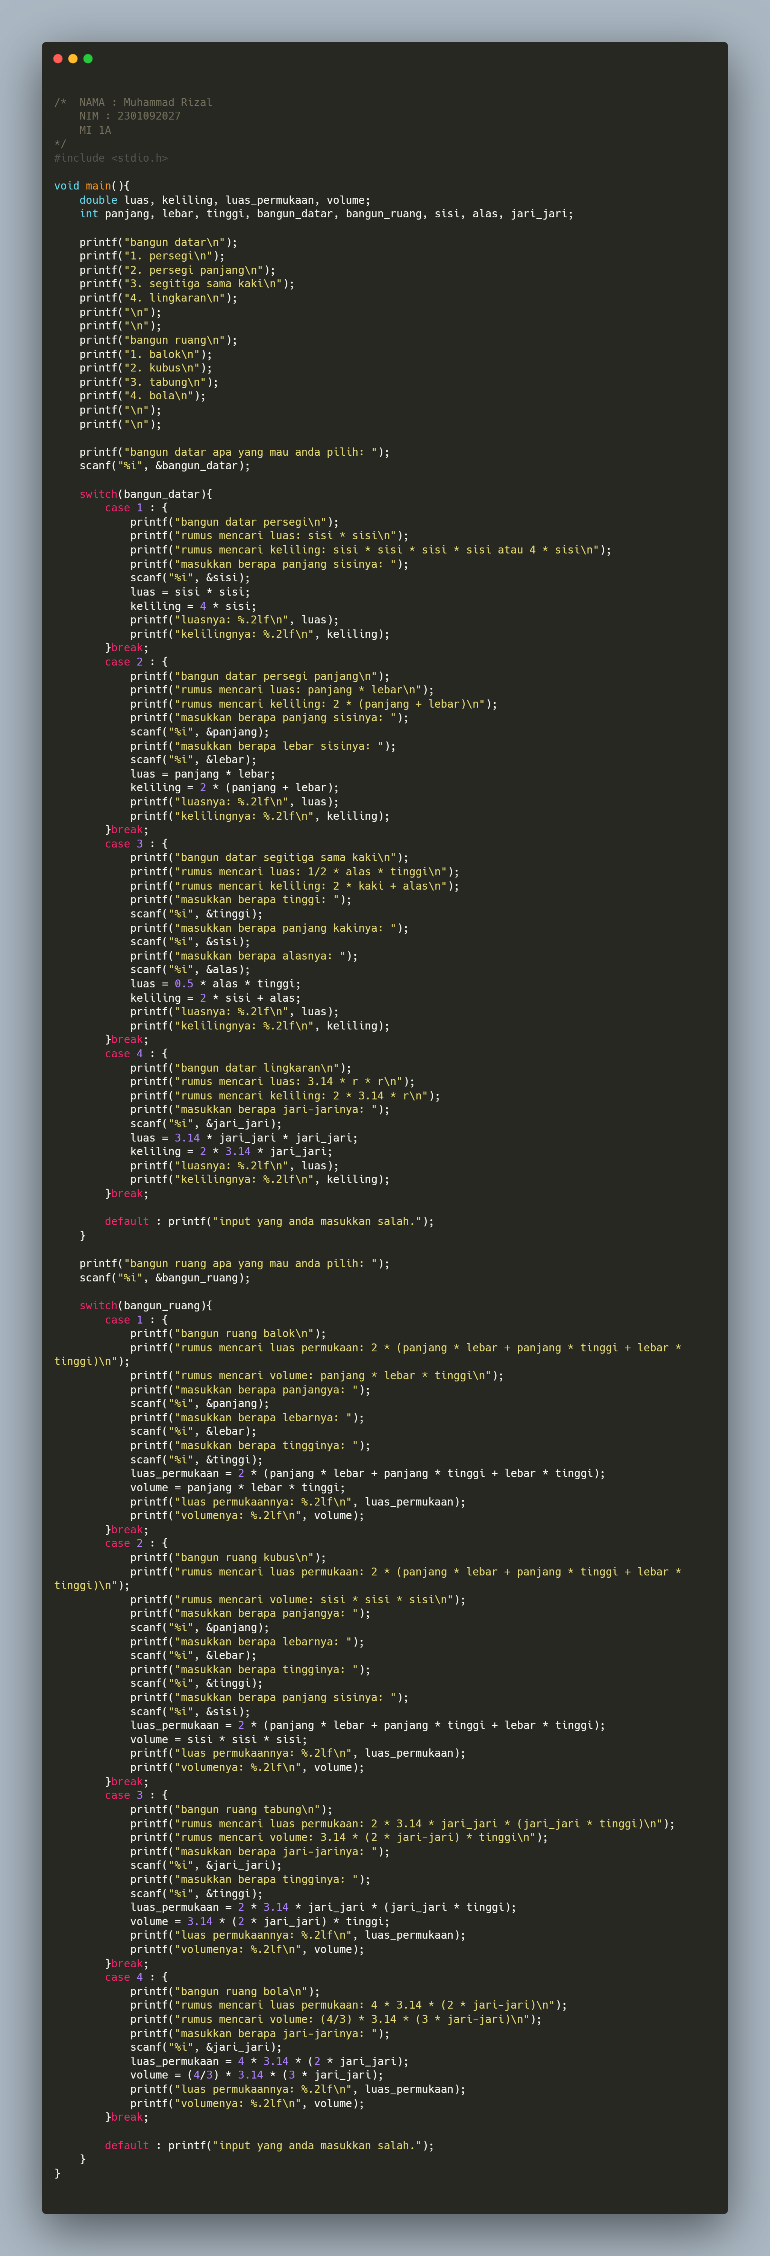 /*  NAMA : Muhammad Rizal
    NIM : 2301092027
    MI 1A
*/
#include <stdio.h>

void main(){
    double luas, keliling, luas_permukaan, volume;
    int panjang, lebar, tinggi, bangun_datar, bangun_ruang, sisi, alas, jari_jari;

    printf("bangun datar\n");
    printf("1. persegi\n");
    printf("2. persegi panjang\n");
    printf("3. segitiga sama kaki\n");
    printf("4. lingkaran\n");
    printf("\n");
    printf("\n");
    printf("bangun ruang\n");
    printf("1. balok\n");
    printf("2. kubus\n");
    printf("3. tabung\n");
    printf("4. bola\n");
    printf("\n");
    printf("\n");

    printf("bangun datar apa yang mau anda pilih: ");
    scanf("%i", &bangun_datar);

    switch(bangun_datar){
        case 1 : {
            printf("bangun datar persegi\n");
            printf("rumus mencari luas: sisi * sisi\n");
            printf("rumus mencari keliling: sisi * sisi * sisi * sisi atau 4 * sisi\n");
            printf("masukkan berapa panjang sisinya: ");
            scanf("%i", &sisi);
            luas = sisi * sisi;
            keliling = 4 * sisi;
            printf("luasnya: %.2lf\n", luas);
            printf("kelilingnya: %.2lf\n", keliling);
        }break;
        case 2 : {
            printf("bangun datar persegi panjang\n");
            printf("rumus mencari luas: panjang * lebar\n");
            printf("rumus mencari keliling: 2 * (panjang + lebar)\n");
            printf("masukkan berapa panjang sisinya: ");
            scanf("%i", &panjang);
            printf("masukkan berapa lebar sisinya: ");
            scanf("%i", &lebar);
            luas = panjang * lebar;
            keliling = 2 * (panjang + lebar);
            printf("luasnya: %.2lf\n", luas);
            printf("kelilingnya: %.2lf\n", keliling);
        }break;
        case 3 : {
            printf("bangun datar segitiga sama kaki\n");
            printf("rumus mencari luas: 1/2 * alas * tinggi\n");
            printf("rumus mencari keliling: 2 * kaki + alas\n");
            printf("masukkan berapa tinggi: ");
            scanf("%i", &tinggi);
            printf("masukkan berapa panjang kakinya: ");
            scanf("%i", &sisi);
            printf("masukkan berapa alasnya: ");
            scanf("%i", &alas);
            luas = 0.5 * alas * tinggi;
            keliling = 2 * sisi + alas;
            printf("luasnya: %.2lf\n", luas);
            printf("kelilingnya: %.2lf\n", keliling);
        }break;
        case 4 : {
            printf("bangun datar lingkaran\n");
            printf("rumus mencari luas: 3.14 * r * r\n");
            printf("rumus mencari keliling: 2 * 3.14 * r\n");
            printf("masukkan berapa jari-jarinya: ");
            scanf("%i", &jari_jari);
            luas = 3.14 * jari_jari * jari_jari;
            keliling = 2 * 3.14 * jari_jari;
            printf("luasnya: %.2lf\n", luas);
            printf("kelilingnya: %.2lf\n", keliling);
        }break;

        default : printf("input yang anda masukkan salah.");
    }

    printf("bangun ruang apa yang mau anda pilih: ");
    scanf("%i", &bangun_ruang);

    switch(bangun_ruang){
        case 1 : {
            printf("bangun ruang balok\n");
            printf("rumus mencari luas permukaan: 2 * (panjang * lebar + panjang * tinggi + lebar *
tinggi)\n");
            printf("rumus mencari volume: panjang * lebar * tinggi\n");
            printf("masukkan berapa panjangya: ");
            scanf("%i", &panjang);
            printf("masukkan berapa lebarnya: ");
            scanf("%i", &lebar);
            printf("masukkan berapa tingginya: ");
            scanf("%i", &tinggi);
            luas_permukaan = 2 * (panjang * lebar + panjang * tinggi + lebar * tinggi);
            volume = panjang * lebar * tinggi;
            printf("luas permukaannya: %.2lf\n", luas_permukaan);
            printf("volumenya: %.2lf\n", volume);
        }break;
        case 2 : {
            printf("bangun ruang kubus\n");
            printf("rumus mencari luas permukaan: 2 * (panjang * lebar + panjang * tinggi + lebar *
tinggi)\n");
            printf("rumus mencari volume: sisi * sisi * sisi\n");
            printf("masukkan berapa panjangya: ");
            scanf("%i", &panjang);
            printf("masukkan berapa lebarnya: ");
            scanf("%i", &lebar);
            printf("masukkan berapa tingginya: ");
            scanf("%i", &tinggi);
            printf("masukkan berapa panjang sisinya: ");
            scanf("%i", &sisi);
            luas_permukaan = 2 * (panjang * lebar + panjang * tinggi + lebar * tinggi);
            volume = sisi * sisi * sisi;
            printf("luas permukaannya: %.2lf\n", luas_permukaan);
            printf("volumenya: %.2lf\n", volume);
        }break;
        case 3 : {
            printf("bangun ruang tabung\n");
            printf("rumus mencari luas permukaan: 2 * 3.14 * jari_jari * (jari_jari * tinggi)\n");
            printf("rumus mencari volume: 3.14 * (2 * jari-jari) * tinggi\n");
            printf("masukkan berapa jari-jarinya: ");
            scanf("%i", &jari_jari);
            printf("masukkan berapa tingginya: ");
            scanf("%i", &tinggi);
            luas_permukaan = 2 * 3.14 * jari_jari * (jari_jari * tinggi);
            volume = 3.14 * (2 * jari_jari) * tinggi;
            printf("luas permukaannya: %.2lf\n", luas_permukaan);
            printf("volumenya: %.2lf\n", volume);
        }break;
        case 4 : {
            printf("bangun ruang bola\n");
            printf("rumus mencari luas permukaan: 4 * 3.14 * (2 * jari-jari)\n");
            printf("rumus mencari volume: (4/3) * 3.14 * (3 * jari-jari)\n");
            printf("masukkan berapa jari-jarinya: ");
            scanf("%i", &jari_jari);
            luas_permukaan = 4 * 3.14 * (2 * jari_jari);
            volume = (4/3) * 3.14 * (3 * jari_jari);
            printf("luas permukaannya: %.2lf\n", luas_permukaan);
            printf("volumenya: %.2lf\n", volume);
        }break;

        default : printf("input yang anda masukkan salah.");
    }
}